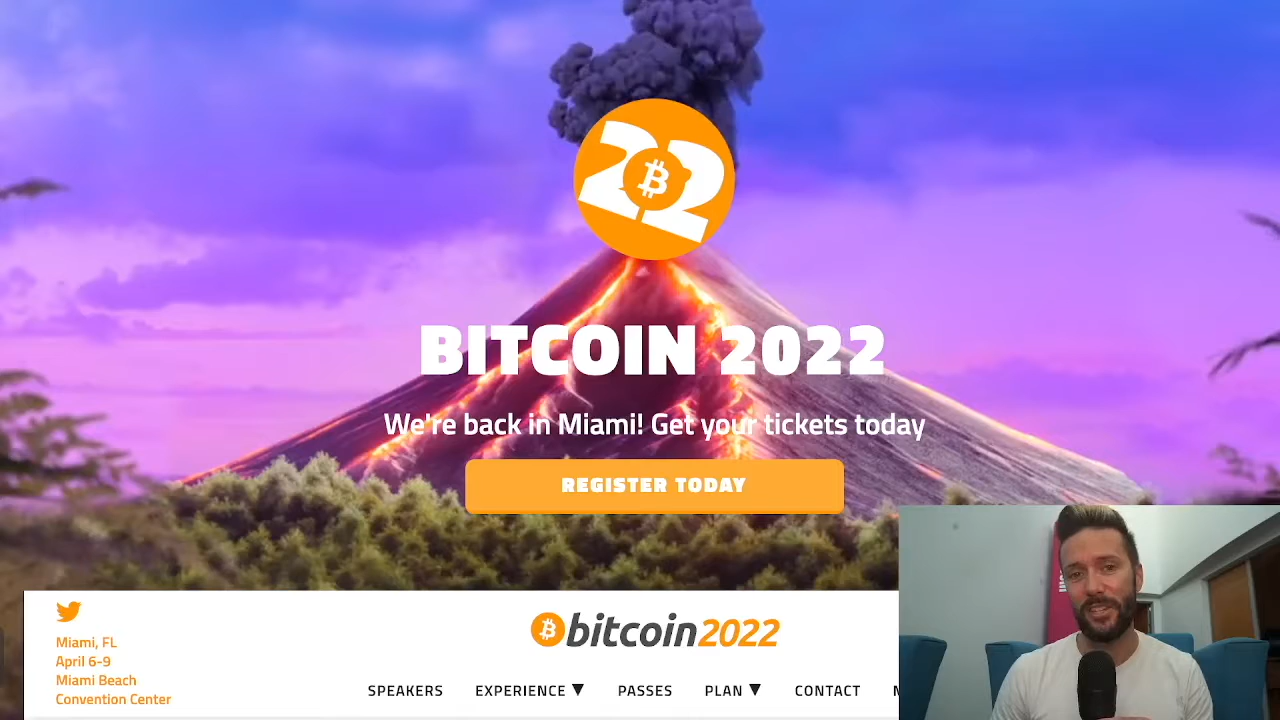 22
BITCOIN 2022
We're back in Miami! Get your tickets today
REGISTER TODAY
Miami, FL
April 6-9
Miami Beach
Convention Center
bitcoin2022
SPEAKERS EXPERIENCE ▼ PASSES PLAN ▼ CONTACT